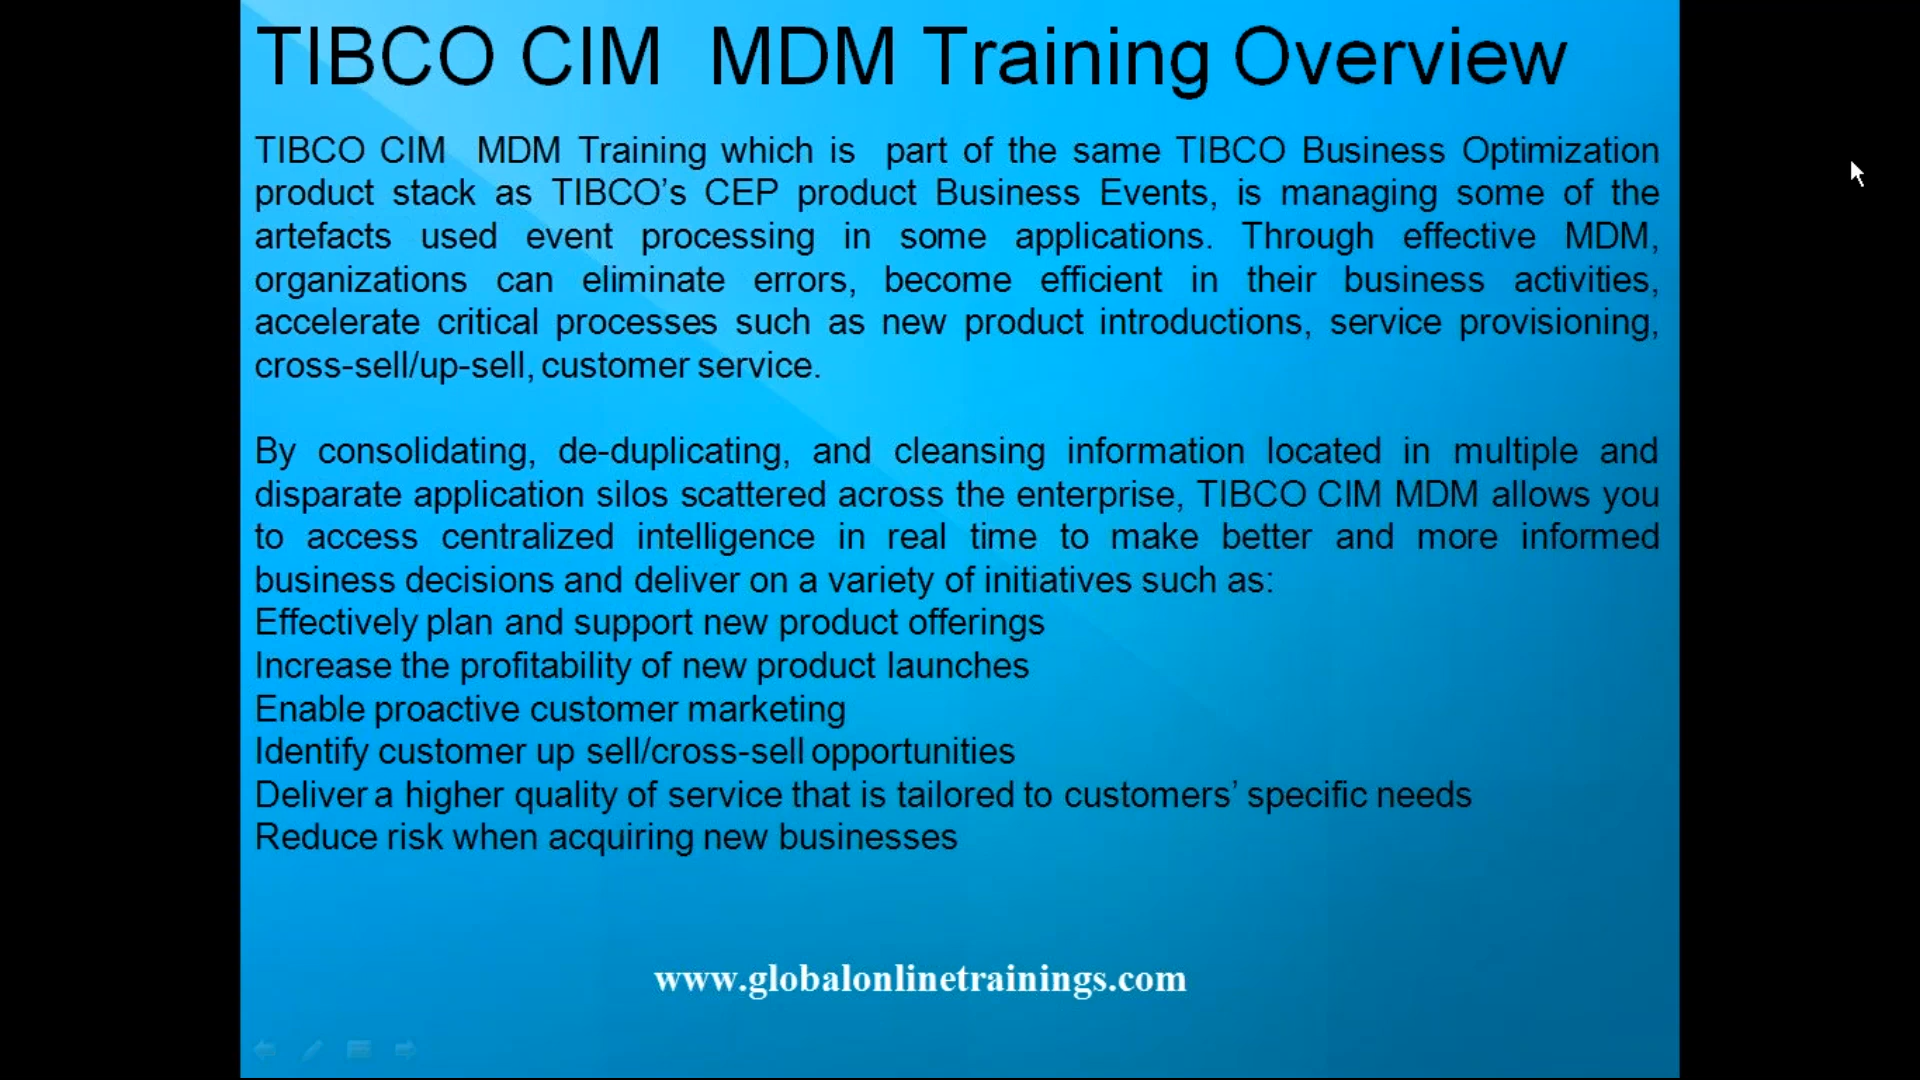 TIBCO CIM MDM Training Overview
TIBCO CIM MDM Training which is part of the same TIBCO Business Optimization
product stack as TIBCO’s CEP product Business Events, is managing some of the
artefacts used event processing in some applications. Through effective MDM,
organizations can eliminate errors, become efficient in their business activities,
accelerate critical processes such as new product introductions, service provisioning,
cross-sell/up-sell, customer service.
By consolidating, de-duplicating, and cleansing information located in multiple and
disparate application silos scattered across the enterprise, TIBCO CIM MDM allows you
to access centralized intelligence in real time to make better and more informed
business decisions and deliver on a variety of initiatives such as:
Effectively plan and support new product offerings
Increase the profitability of new product launches
Enable proactive customer marketing
Identify customer up sell/cross-sell opportunities
Deliver a higher quality of service that is tailored to customers’ specific needs
Reduce risk when acquiring new businesses
www.globalonlinetrainings.com